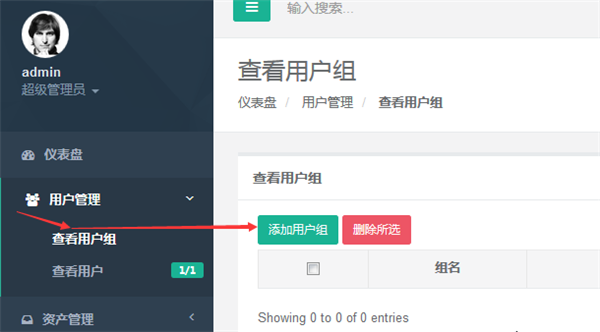 输入搜索...
admin
超级管理员
查看用户组
仪表盘 / 用户管理 / 查看用户组
仪表盘
用户管理
查看用户组
查看用户 1/1
资产管理
查看用户组
添加用户组 删除所选
组名
Showing 0 to 0 of 0 entries